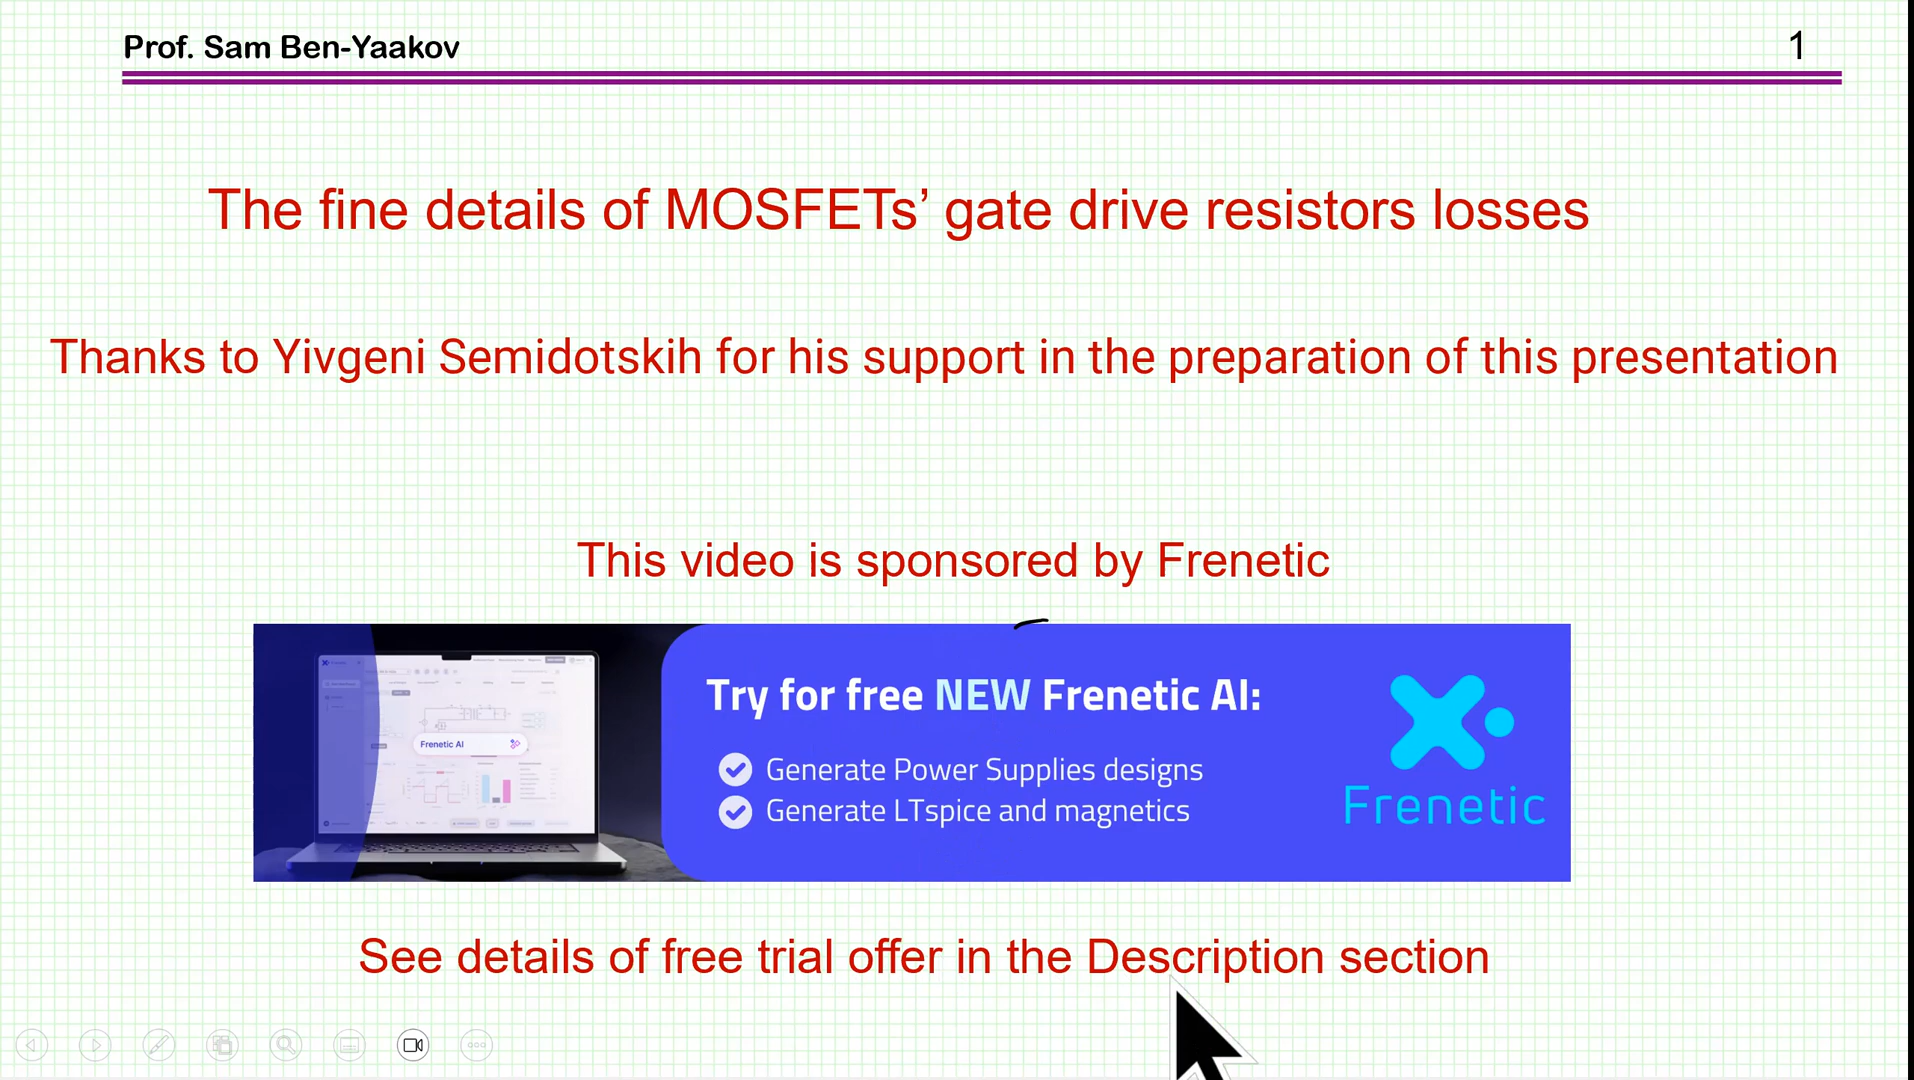 Prof. Sam Ben-Yaakov
1
The fine details of MOSFETs’ gate drive resistors losses
Thanks to Yivgeni Semidotskih for his support in the preparation of this presentation
This video is sponsored by Frenetic
Try for free NEW Frenetic AI:
Generate Power Supplies designs
Generate LTspice and magnetics
Frenetic
Frenetic AI
See details of free trial offer in the Description section